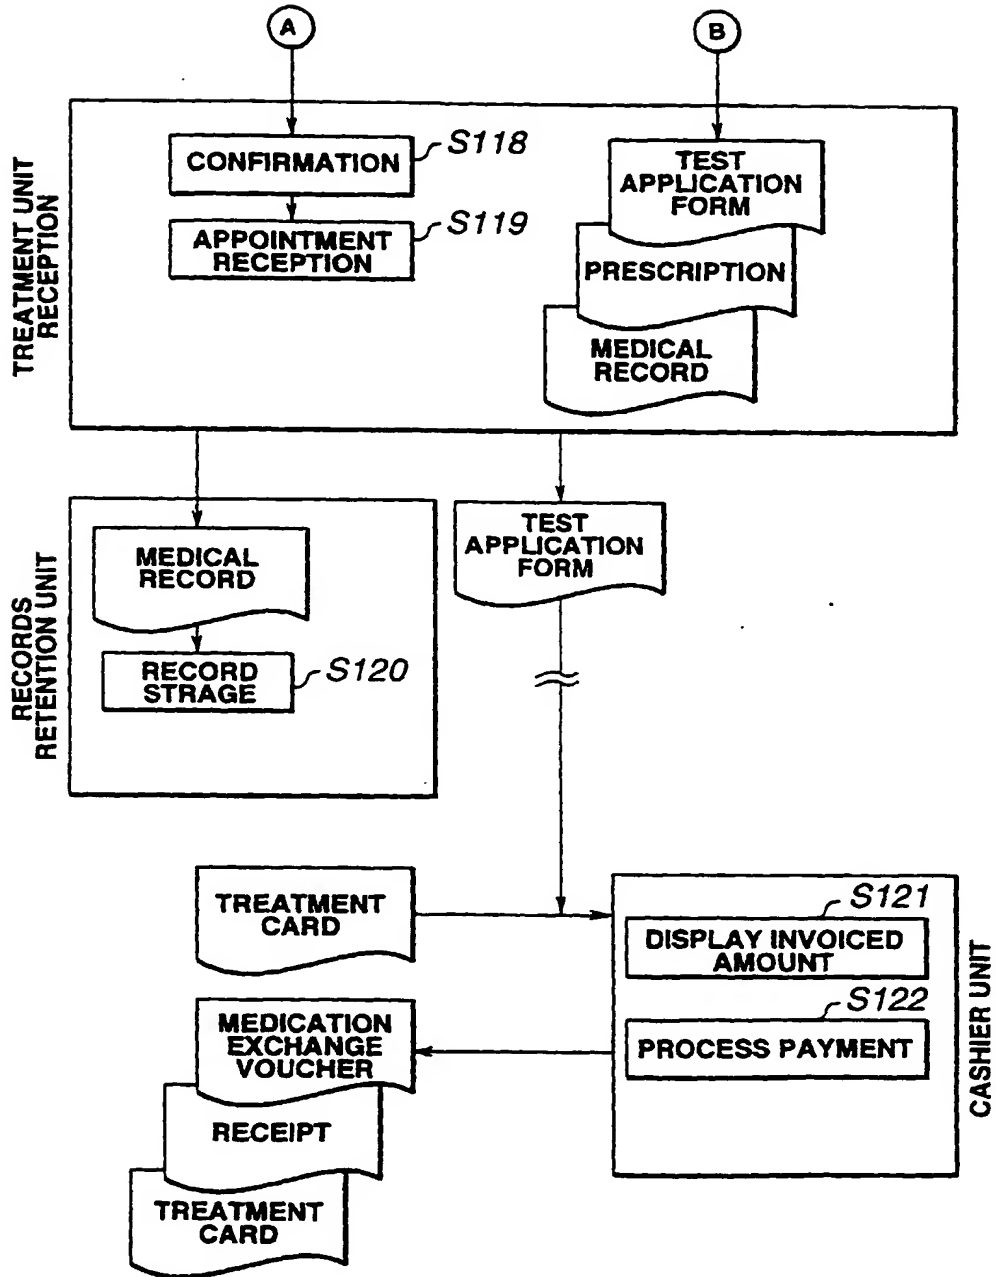 A
B
TREATMENT UNIT
RECEPTION
CONFIRMATION
S118
APPOINTMENT
RECEPTION
S119
TEST
APPLICATION
FORM
PRESCRIPTION
MEDICAL
RECORD
RECORDS
RETENTION UNIT
MEDICAL
RECORD
RECORD
STRAGE
S120
TEST
APPLICATION
FORM
TREATMENT
CARD
S121
DISPLAY INVOICED
AMOUNT
S122
PROCESS PAYMENT
CASHIER UNIT
MEDICATION
EXCHANGE
VOUCHER
RECEIPT
TREATMENT
CARD